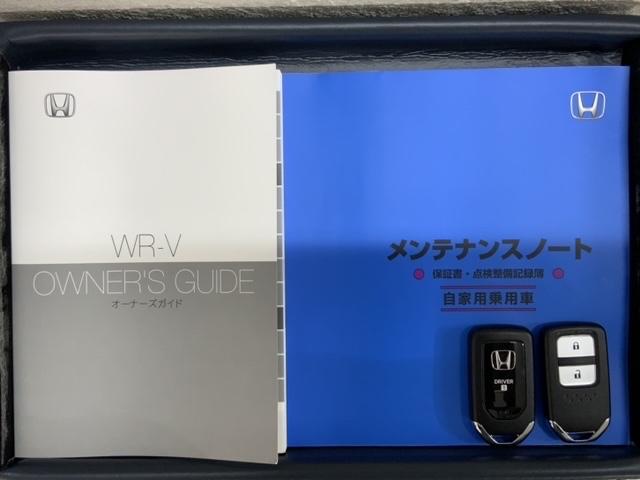 WR-V
OWNER'S GUIDE
オーナーズガイド
メンテナンスノート
保証書・点検整備記録簿
自家用乗用車
DRIVER 1